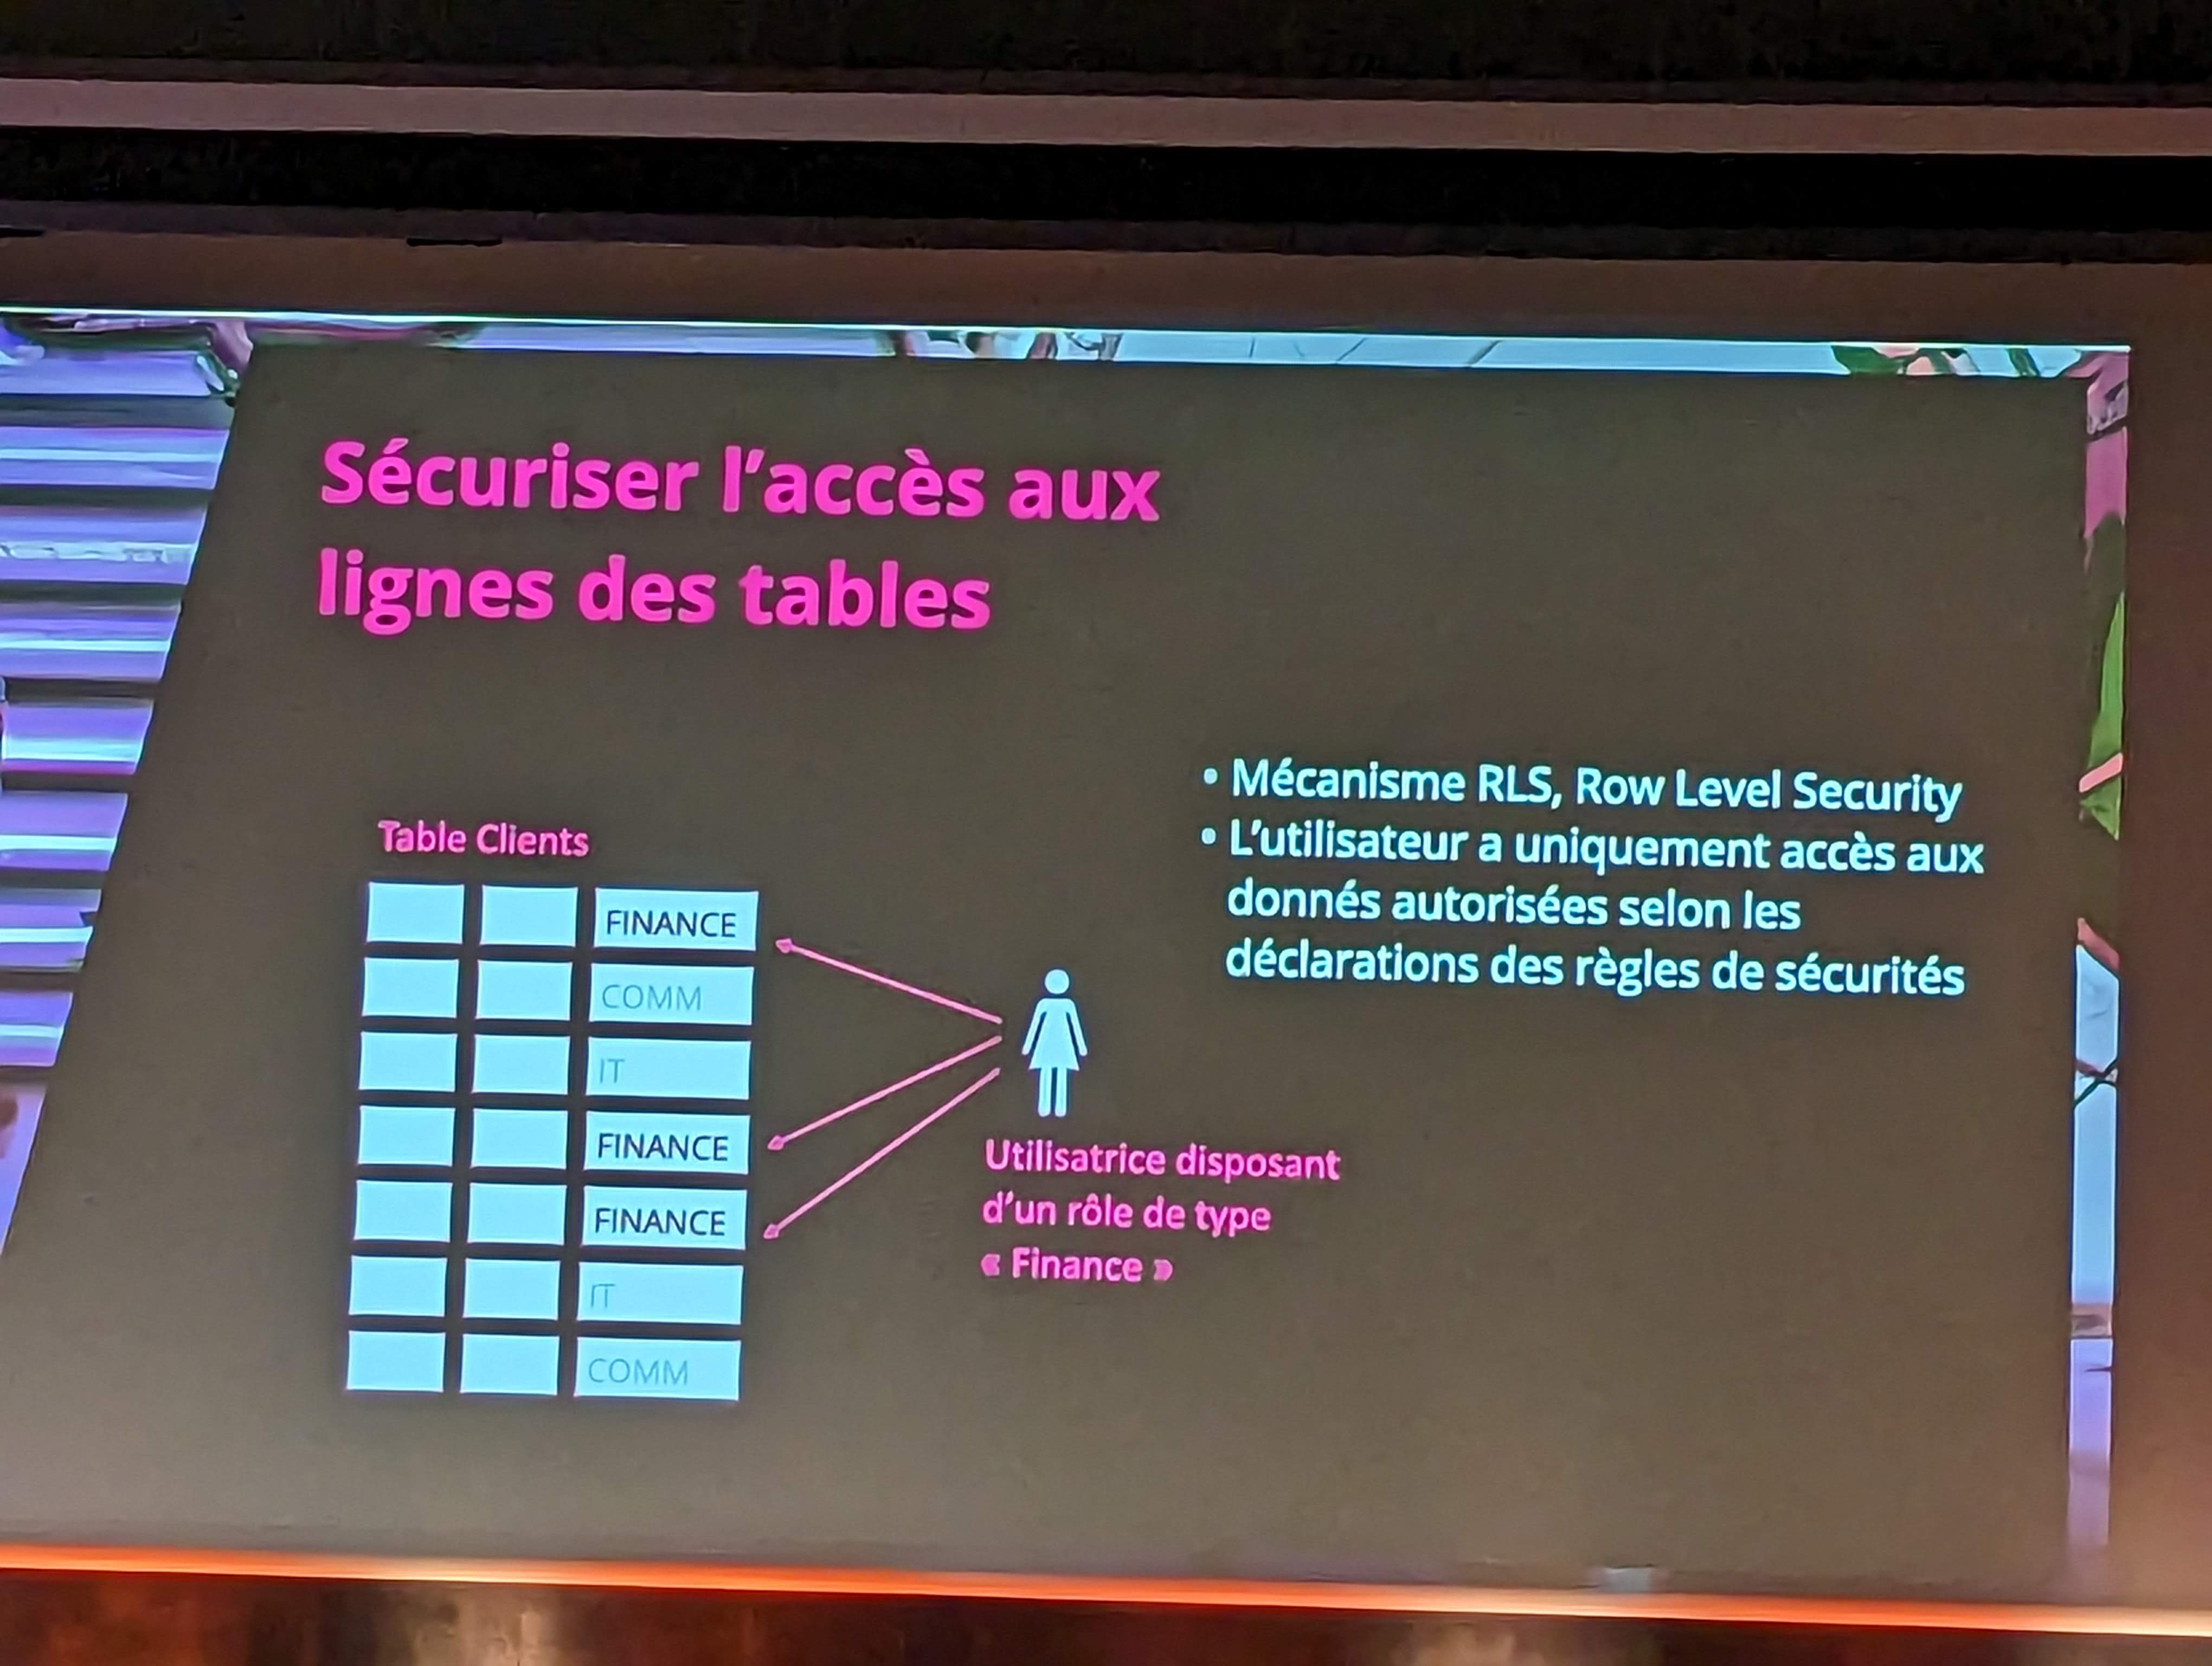 Sécuriser l'accès aux
lignes des tables
Table Clients
FINANCE
COMM
IT
FINANCE
FINANCE
IT
COMM
Utilisatrice disposant
d'un rôle de type
« Finance »
• Mécanisme RLS, Row Level Security
• L'utilisateur a uniquement accès aux
donnés autorisées selon les
déclarations des règles de sécurités